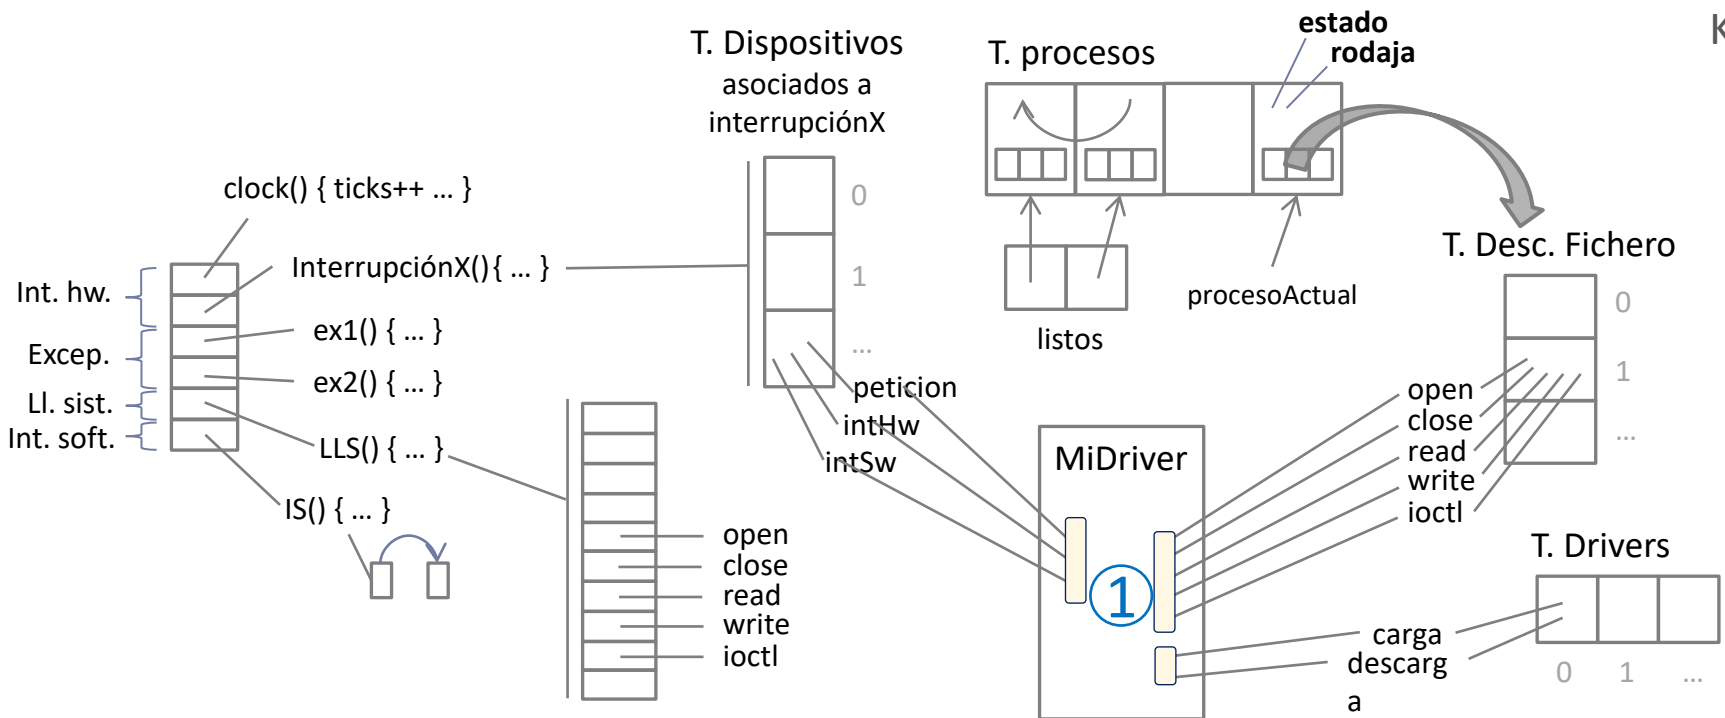 estado
rodaja
K
T. Dispositivos
asociados a
interrupciónX
T. procesos
clock() { ticks++ ... }
0
T. Desc. Fichero
InterrupciónX(){ ... }
1
procesoActual
Int. hw.
0
ex1() { ... }
...
listos
Excep.
ex2() { ... }
peticion
open
1
Ll. sist.
intHw
close
Int. soft.
LLS() { ... }
intSw
MiDriver
read
...
write
IS() { ... }
ioctl
open
T. Drivers
close
read
1
write
carga
ioctl
descarg
a
0
1
...